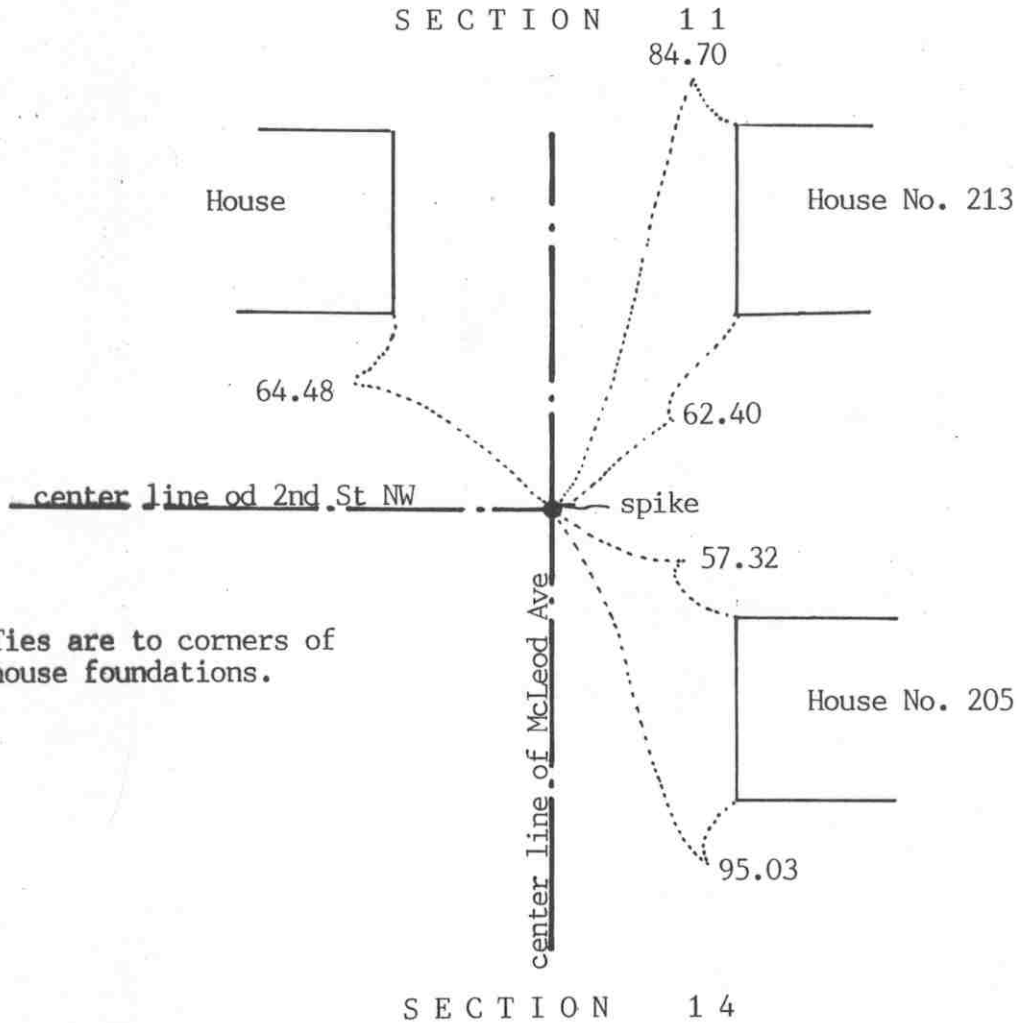 SECTION 11
84.70
House
House No. 213
64.48
62.40
center line od 2nd St NW
spike
57.32
center line of McLeod Ave
Ties are to corners of
house foundations.
House No. 205
95.03
SECTION 14